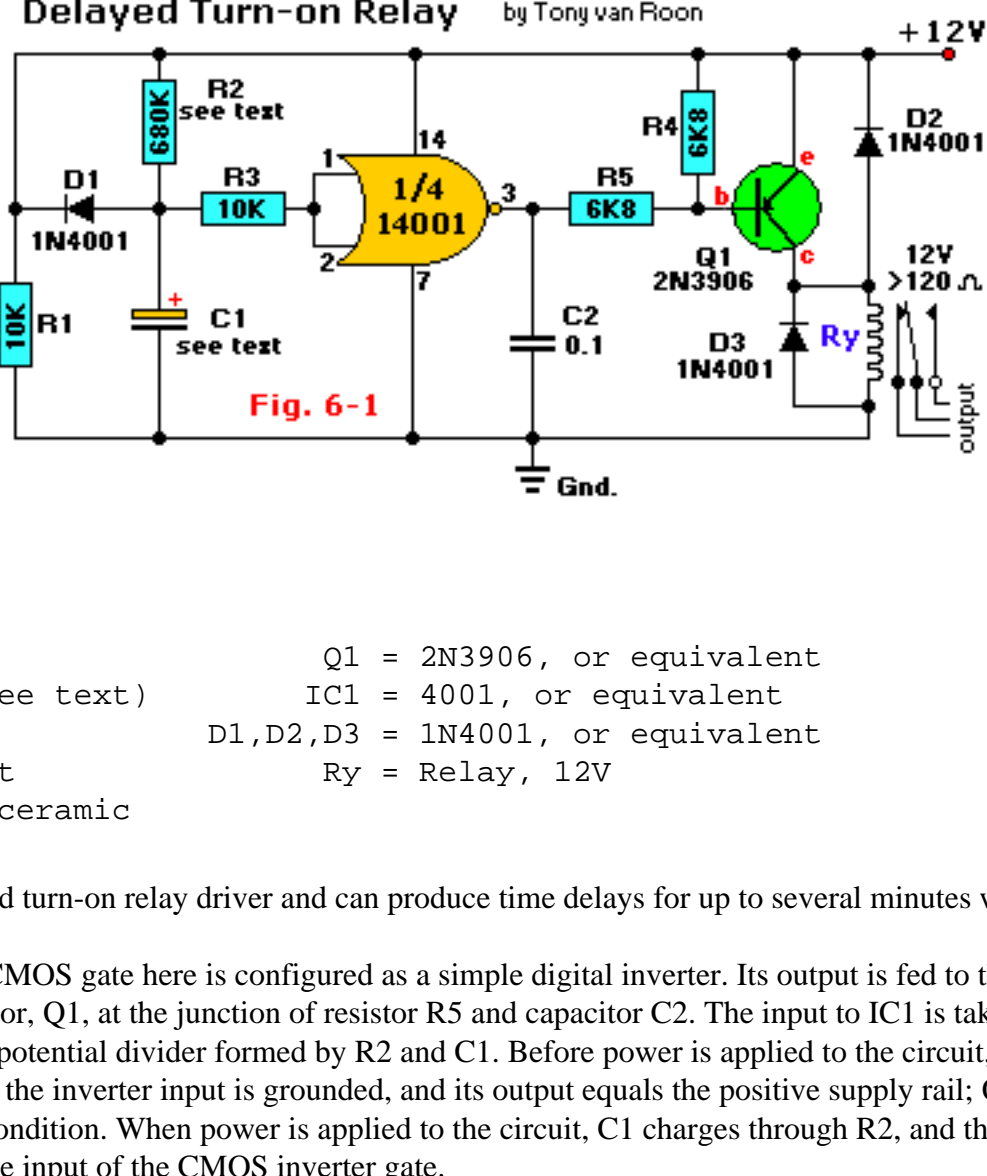 Delayed Turn-on Relay by Tony van Roon
+12V
R2
see text
680K
R4
6K8
D2
1N4001
14
1
D1
R3
10K
1/4
14001
3
R5
6K8
b
e
1N4001
2
7
Q1
2N3906
c
12V
>120 Ω
10K
R1
+
C1
see text
C2
0.1
D3
1N4001
Ry
Fig. 6-1
output
Gnd.
Q1 = 2N3906, or equivalent
ee text) IC1 = 4001, or equivalent
D1,D2,D3 = 1N4001, or equivalent
t Ry = Relay, 12V
ceramic
d turn-on relay driver and can produce time delays for up to several minutes
CMOS gate here is configured as a simple digital inverter. Its output is fed to t
or, Q1, at the junction of resistor R5 and capacitor C2. The input to IC1 is tak
potential divider formed by R2 and C1. Before power is applied to the circuit,
the inverter input is grounded, and its output equals the positive supply rail;
ondition. When power is applied to the circuit, C1 charges through R2, and th
e input of the CMOS inverter gate.